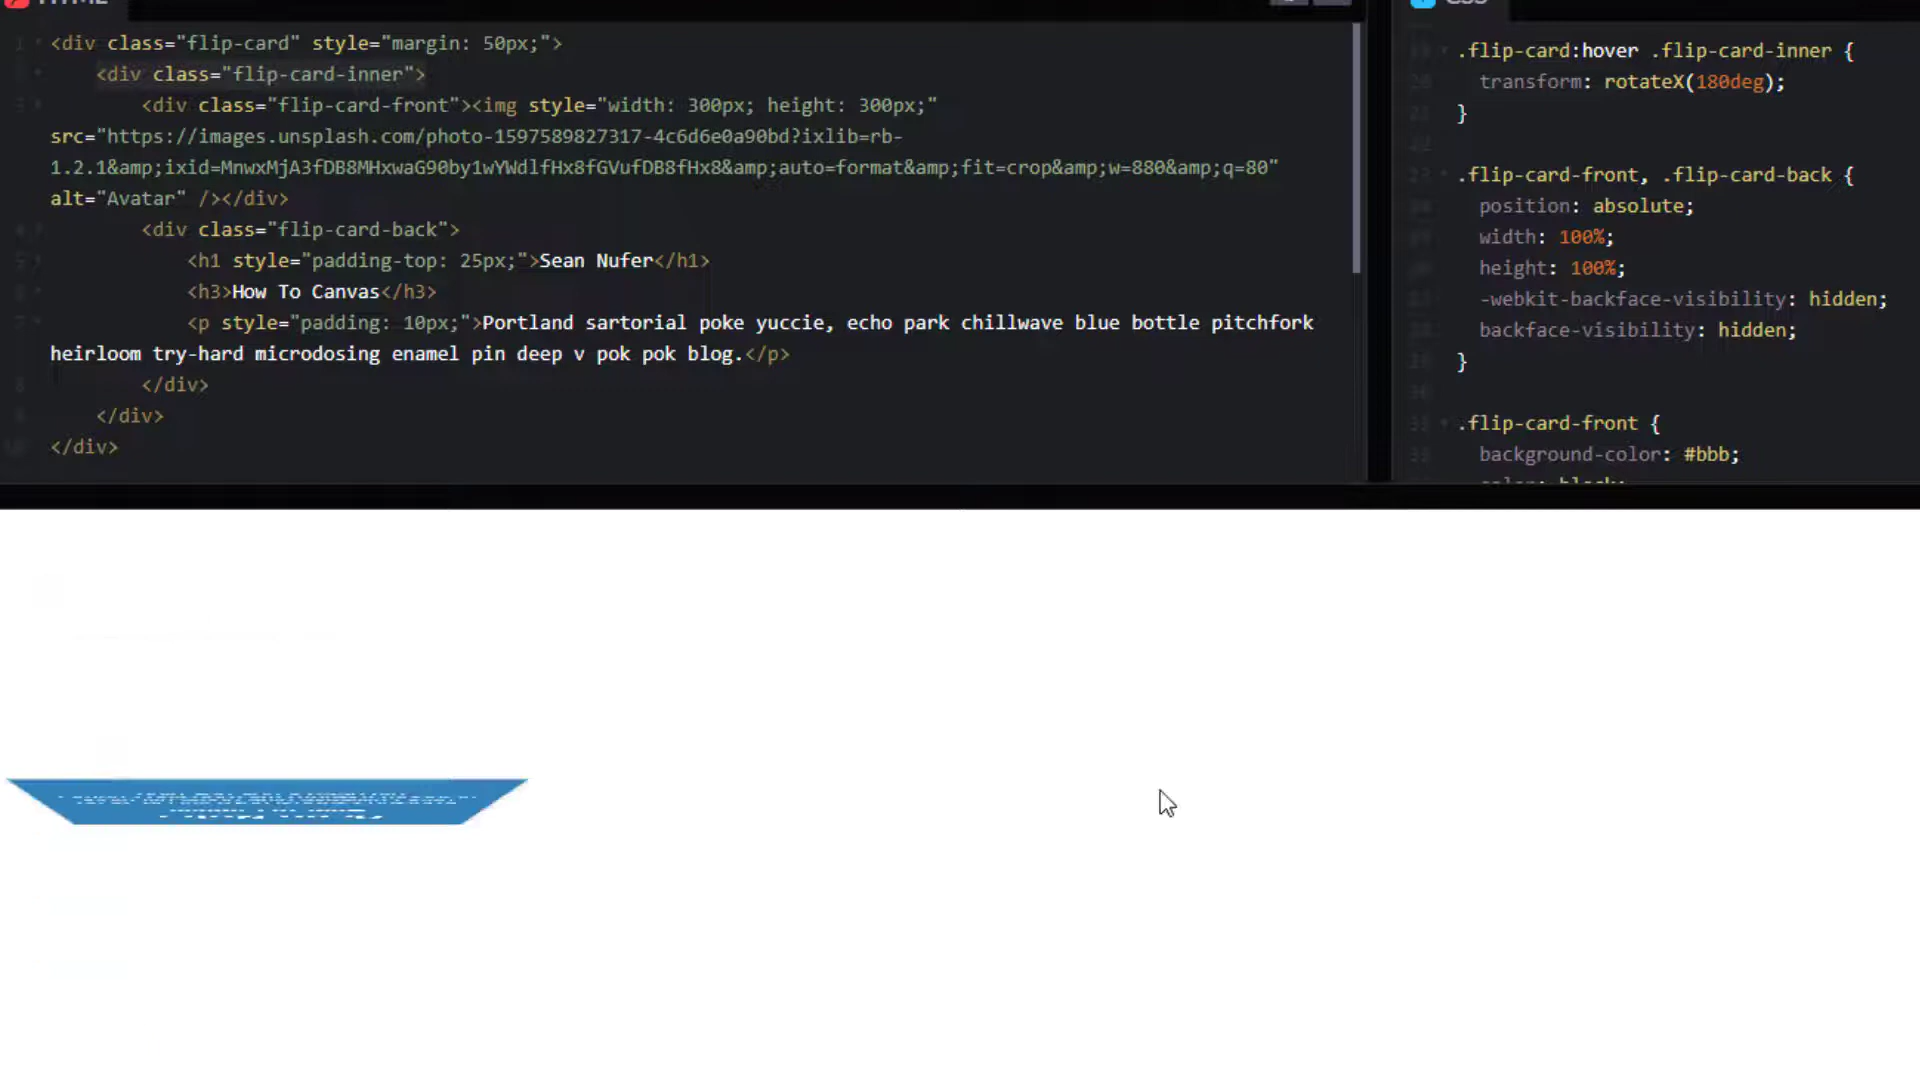 <div class="flip-card" style="margin: 50px;">
<div class="flip-card-inner">
<div class="flip-card-front"><img style="width: 300px; height: 300px;"
src="https://images.unsplash.com/photo-1597589827317-4c6d6e0a90bd?ixlib=rb-
1.2.1&amp;ixid=MnwxMjA3fDB8MHxwaG90by1wYWdlfHx8fGVufDB8fHx8&amp;auto=format&amp;fit=crop&amp;w=880&amp;q=80"
alt="Avatar" /></div>
<div class="flip-card-back">
<h1 style="padding-top: 25px;">Sean Nufer</h1>
<h3>How To Canvas</h3>
<p style="padding: 10px;">Portland sartorial poke yuccie, echo park chillwave blue bottle pitchfork
heirloom try-hard microdosing enamel pin deep v pok pok blog.</p>
</div>
</div>
</div>
.flip-card:hover .flip-card-inner {
transform: rotateX(180deg);
}
.flip-card-front, .flip-card-back {
position: absolute;
width: 100%;
height: 100%;
-webkit-backface-visibility: hidden;
backface-visibility: hidden;
}
.flip-card-front {
background-color: #bbb;